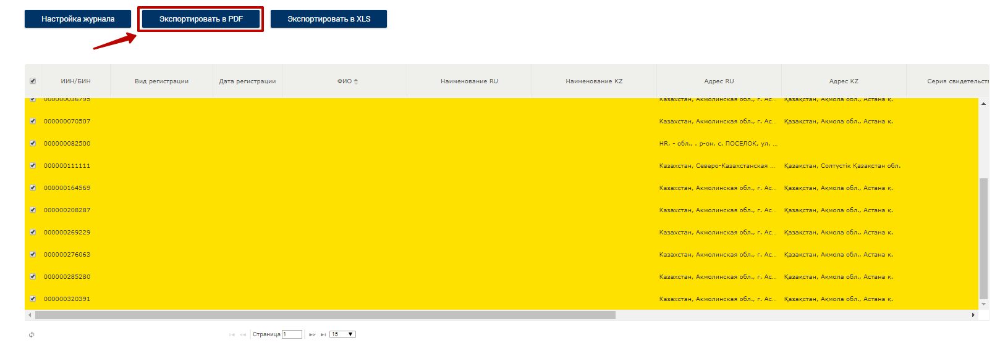 Настройка журнала Экспортировать в PDF Экспортировать в XLS
ИИН/БИН Вид регистрации Дата регистрации ФИО Наименование RU Наименование KZ Адрес RU Адрес KZ Серия свидетельств
000000036795 Казахстан, Акмолинская обл., г. Ас... Қазақстан, Ақмола обл., Астана қ.
000000070507 Казахстан, Акмолинская обл., г. Ас... Қазақстан, Ақмола обл., Астана қ.
000000082500 HR, - обл., . р-он, с. ПОСЕЛОК, ул. ...
000000111111 Казахстан, Северо-Казахстанская ... Қазақстан, Солтүстік Қазақстан обл.
000000164569 Казахстан, Акмолинская обл., г. Ас... Қазақстан, Ақмола обл., Астана қ.
000000208287 Казахстан, Акмолинская обл., г. Ас... Қазақстан, Ақмола обл., Астана қ.
000000269229 Казахстан, Акмолинская обл., г. Ас... Қазақстан, Ақмола обл., Астана қ.
000000276063 Казахстан, Акмолинская обл., г. Ас... Қазақстан, Ақмола обл., Астана қ.
000000285280 Казахстан, Акмолинская обл., г. Ас... Қазақстан, Ақмола обл., Астана қ.
000000320391 Казахстан, Акмолинская обл., г. Ас... Қазақстан, Ақмола обл., Астана қ.
Страница 1 15